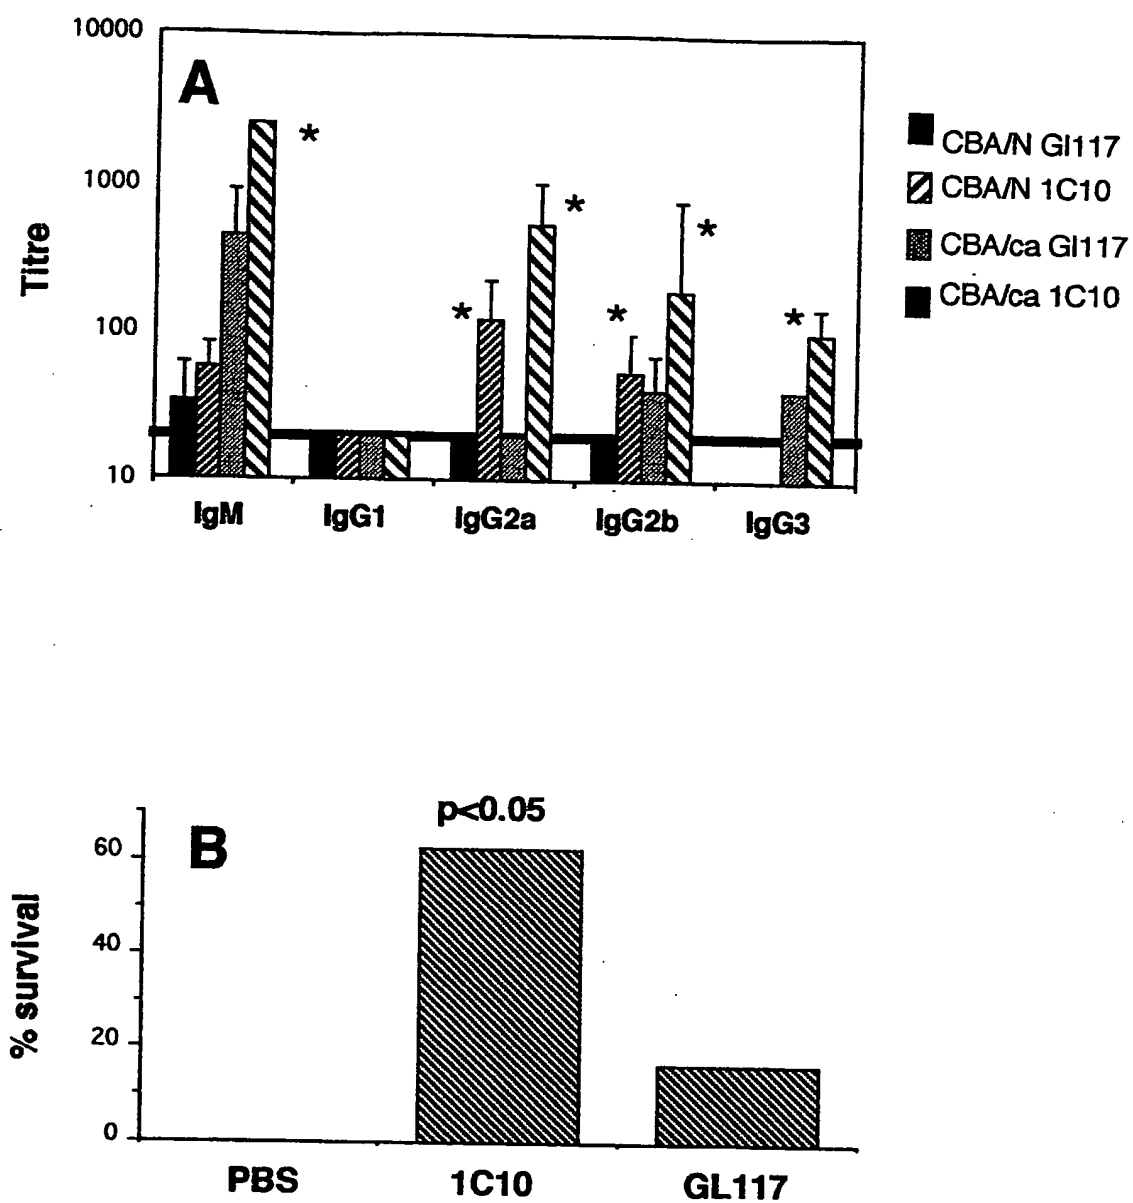 10000
A
*
1000
*
*
*
*
*
100
10
Titre
IgM IgG1 IgG2a IgG2b IgG3
CBA/N Gl117
CBA/N 1C10
CBA/ca Gl117
CBA/ca 1C10
p<0.05
B
60
40
20
0
% survival
PBS 1C10 GL117